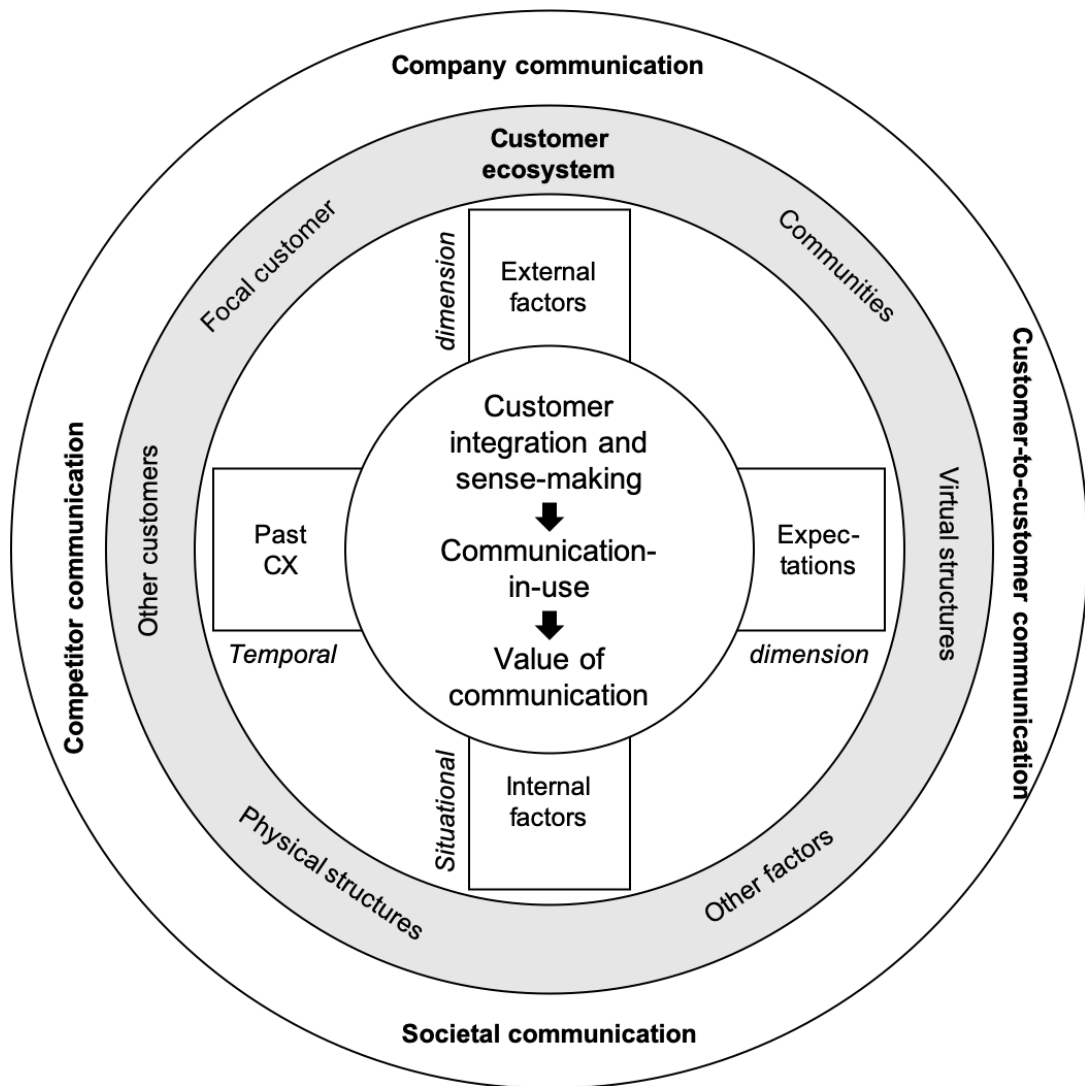 Company communication
Customer
ecosystem
Focal customer
Communities
dimension
External
factors
Customer
integration and
sense-making
Communication-
in-use
Value of
communication
Past
CX
Temporal
Expec-
tations
dimension
Situational
Internal
factors
Other customers
Virtual structures
Competitor communication
Customer-to-customer communication
Physical structures
Other factors
Societal communication